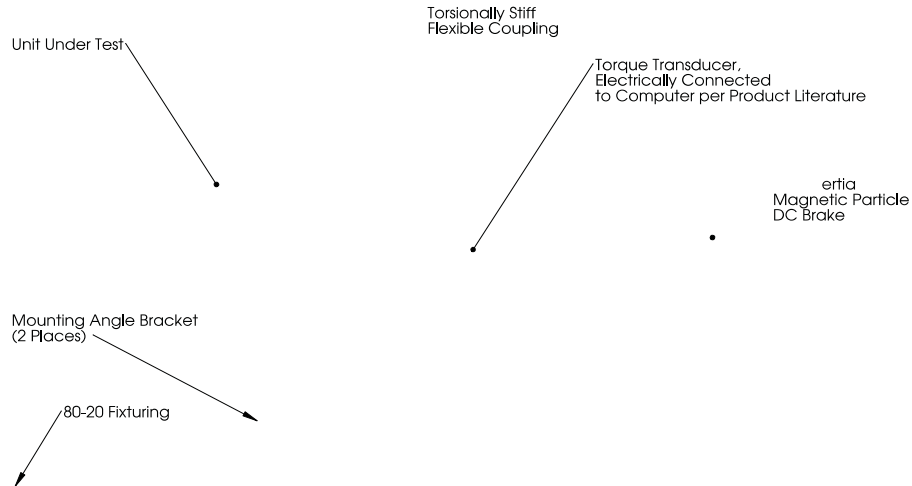 Torsionally Stiff
Flexible Coupling
Unit Under Test
Torque Transducer,
Electrically Connected
to Computer per Product Literature
ertia
Magnetic Particle
DC Brake
Mounting Angle Bracket
(2 Places)
80-20 Fixturing